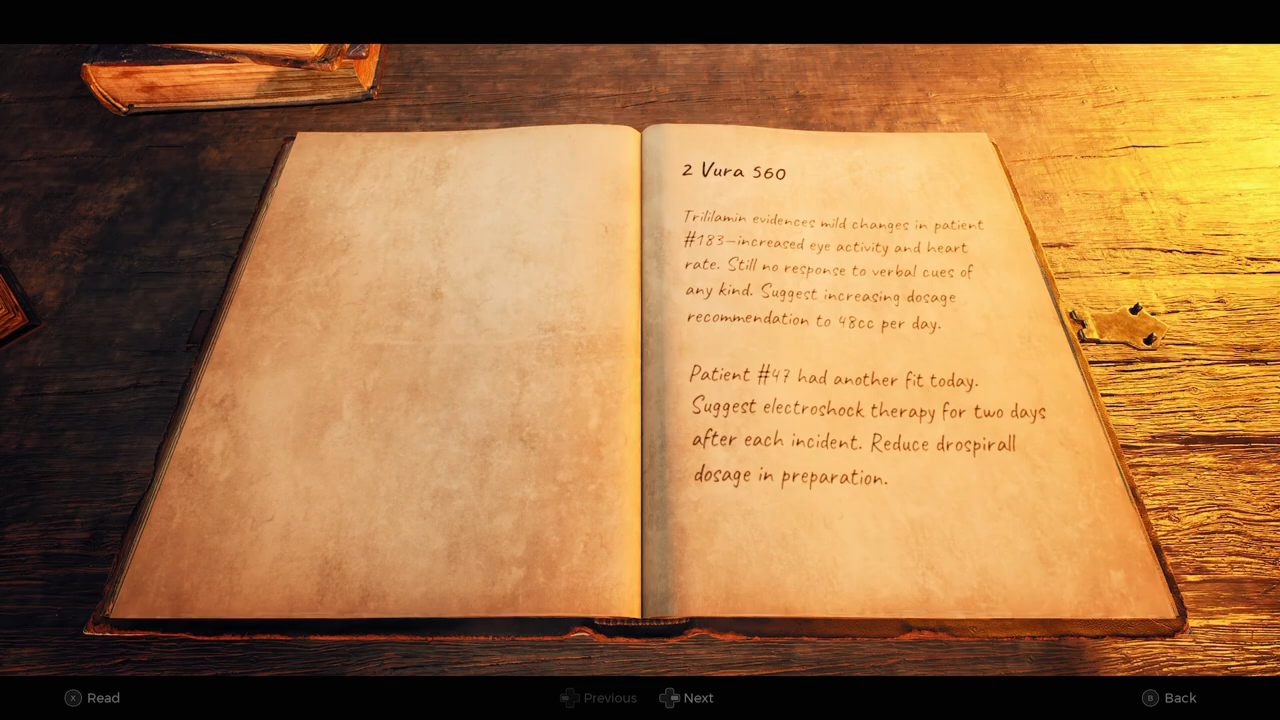 2 Vura 560
Trililamin evidences mild changes in patient
#183—increased eye activity and heart
rate. Still no response to verbal cues of
any kind. Suggest increasing dosage
recommendation to 48cc per day.
Patient #47 had another fit today.
Suggest electroshock therapy for two days
after each incident. Reduce drospirall
dosage in preparation.
X Read
Previous
Next
B Back